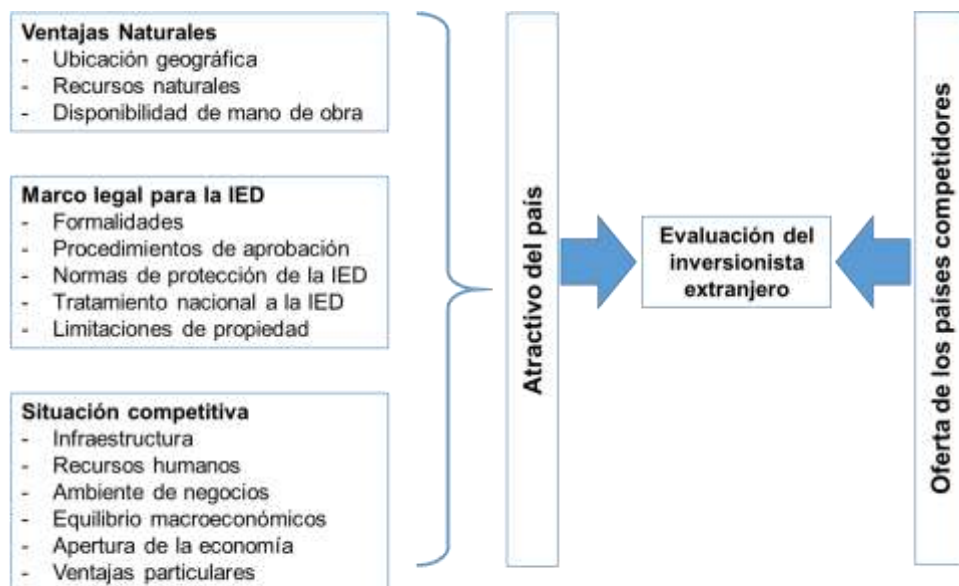 Ventajas Naturales
- Ubicación geográfica
- Recursos naturales
- Disponibilidad de mano de obra
Marco legal para la IED
- Formalidades
- Procedimientos de aprobación
- Normas de protección de la IED
- Tratamiento nacional a la IED
- Limitaciones de propiedad
Situación competitiva
- Infraestructura
- Recursos humanos
- Ambiente de negocios
- Equilibrio macroeconómicos
- Apertura de la economía
- Ventajas particulares
Atractivo del país
Evaluación del
inversionista
extranjero
Oferta de los países competidores